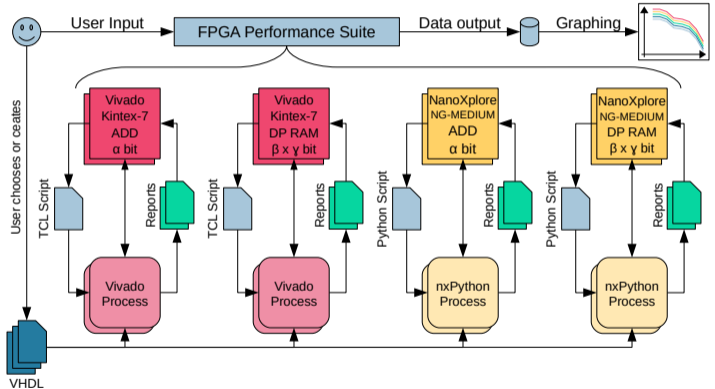 User Input
FPGA Performance Suite
Data output
Graphing
User chooses or ceates
Vivado
Kintex-7
ADD
α bit
TCL Script
Reports
Vivado
Process
Vivado
Kintex-7
DP RAM
β x ɣ bit
TCL Script
Reports
Vivado
Process
NanoXplore
NG-MEDIUM
ADD
α bit
Python Script
Reports
nxPython
Process
NanoXplore
NG-MEDIUM
DP RAM
β x ɣ bit
Python Script
Reports
nxPython
Process
VHDL